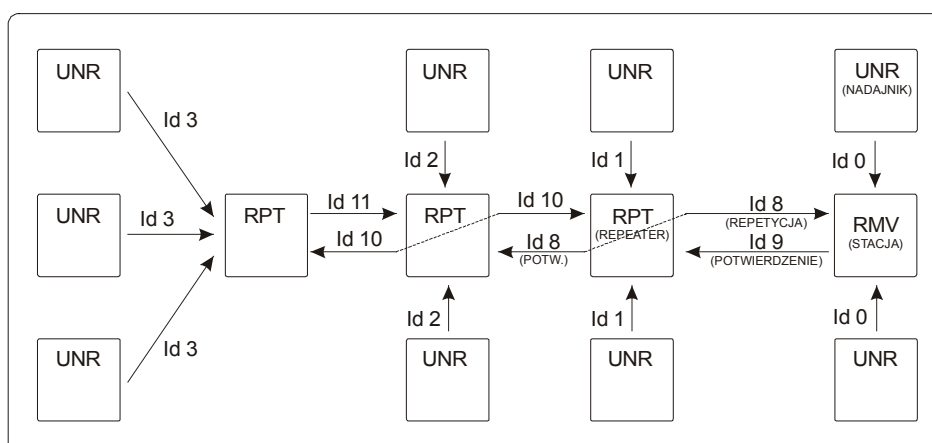 UNR
UNR
UNR
UNR
(NADAJNIK)
Id 3
Id 2
Id 1
Id 0
UNR
Id 3
RPT
Id 11
Id 10
RPT
Id 10
Id 8
(POTW.)
RPT
(REPEATER)
Id 8
(REPETYCJA)
Id 9
(POTWIERDZENIE)
RMV
(STACJA)
Id 3
Id 2
Id 1
Id 0
UNR
UNR
UNR
UNR